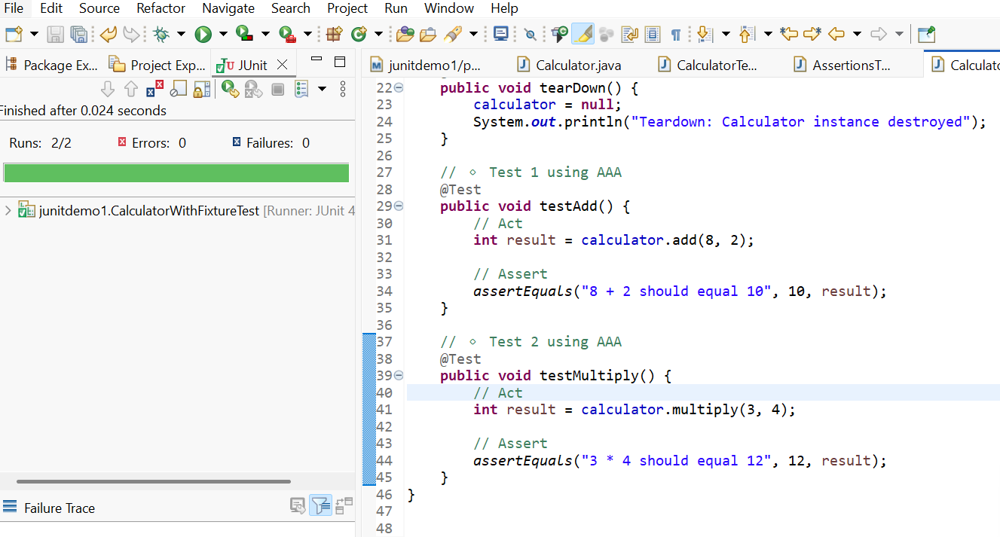 File Edit Source Refactor Navigate Search Project Run Window Help
Package Ex... Project Exp... JUnit
junitdemo1/p... Calculator.java CalculatorTe... AssertionsT... Calculato
Finished after 0.024 seconds
Runs: 2/2 Errors: 0 Failures: 0
junitdemo1.CalculatorWithFixtureTest [Runner: JUnit 4
Failure Trace
22 public void tearDown() {
23 calculator = null;
24 System.out.println("Teardown: Calculator instance destroyed");
25 }
26
27 // ⋄ Test 1 using AAA
28 @Test
29 public void testAdd() {
30 // Act
31 int result = calculator.add(8, 2);
32
33 // Assert
34 assertEquals("8 + 2 should equal 10", 10, result);
35 }
36
37 // ⋄ Test 2 using AAA
38 @Test
39 public void testMultiply() {
40 // Act
41 int result = calculator.multiply(3, 4);
42
43 // Assert
44 assertEquals("3 * 4 should equal 12", 12, result);
45 }
46 }
47
48